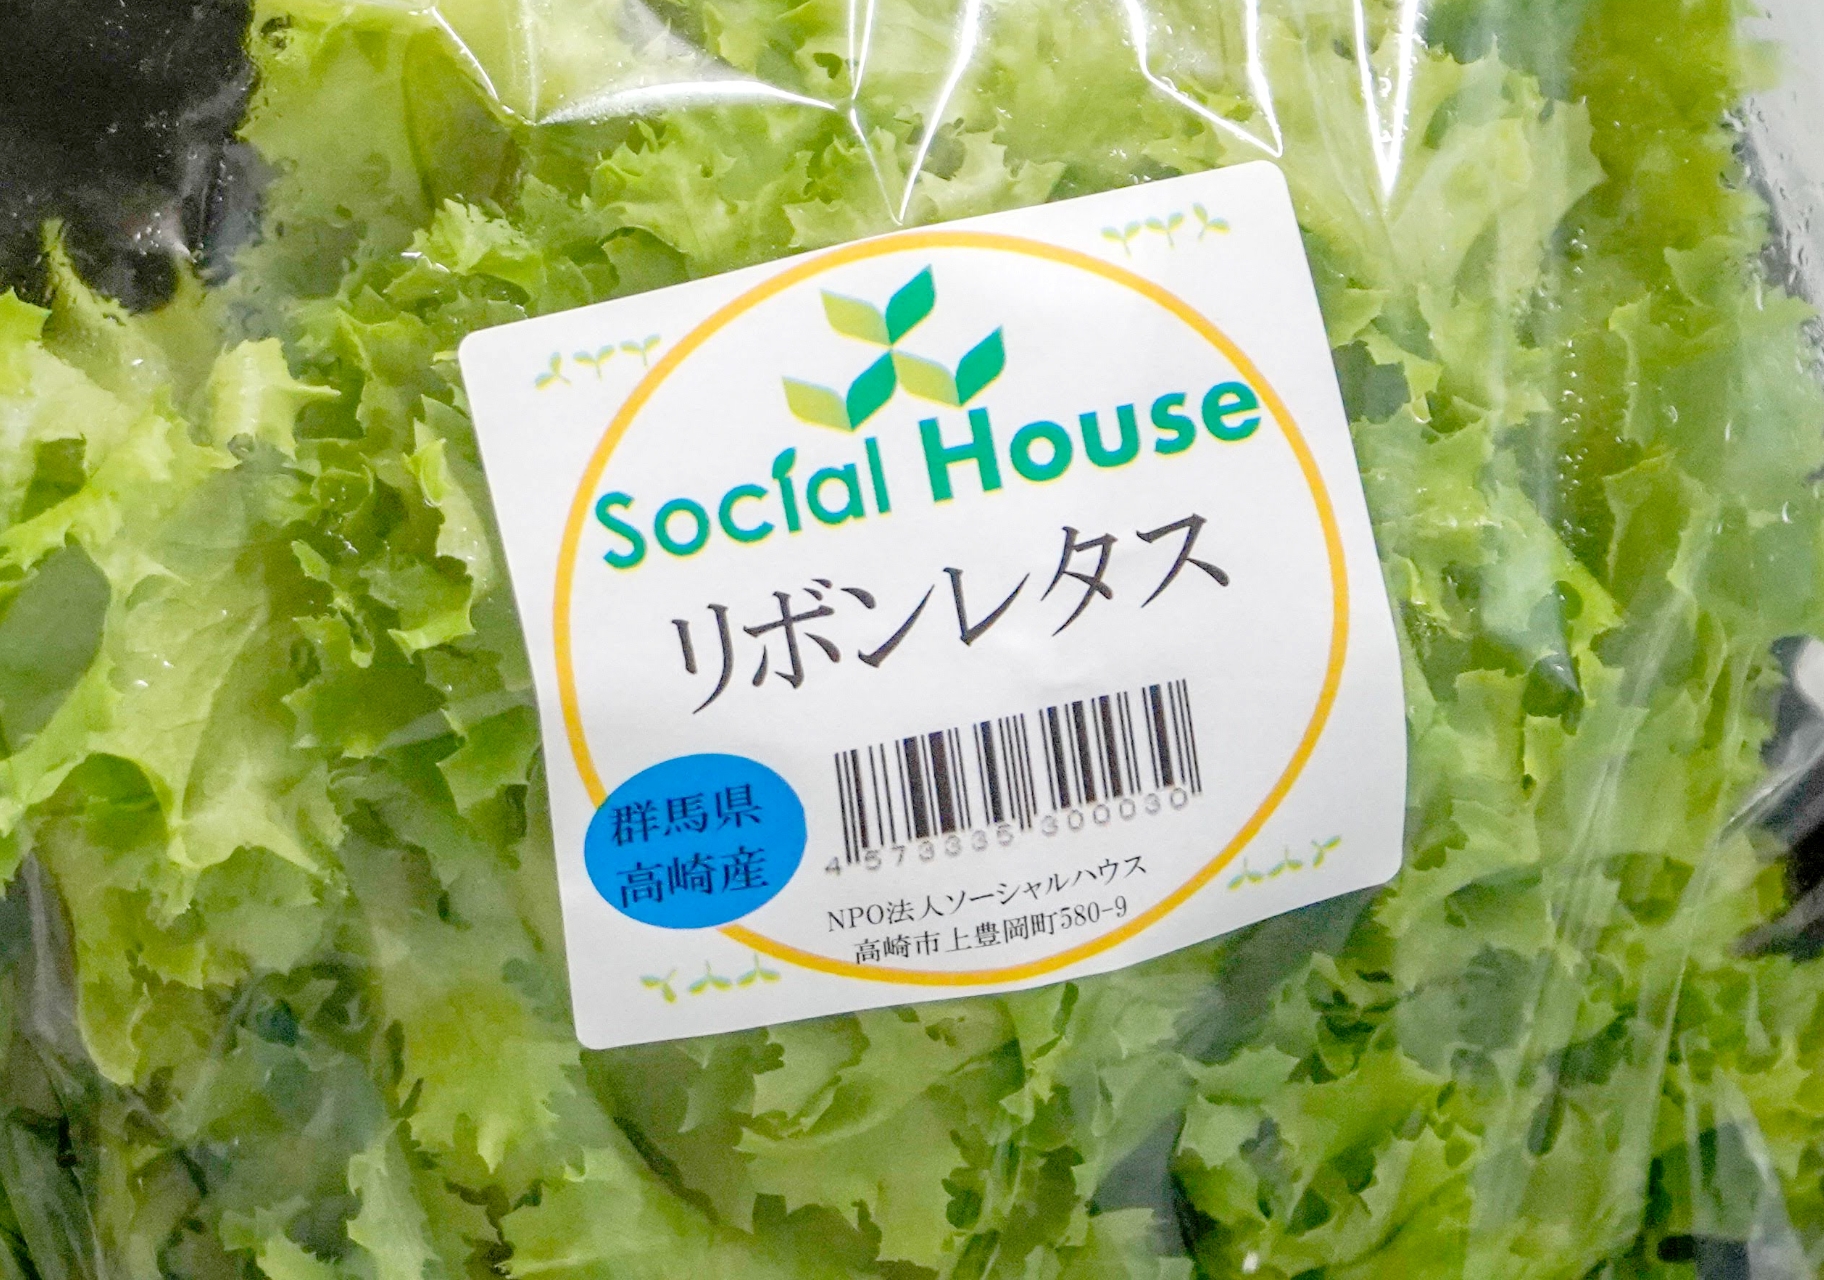 Social House
リボンレタス
群馬県
高崎産
4573335300030
NPO法人ソーシャルハウス
高崎市上豊岡町580-9